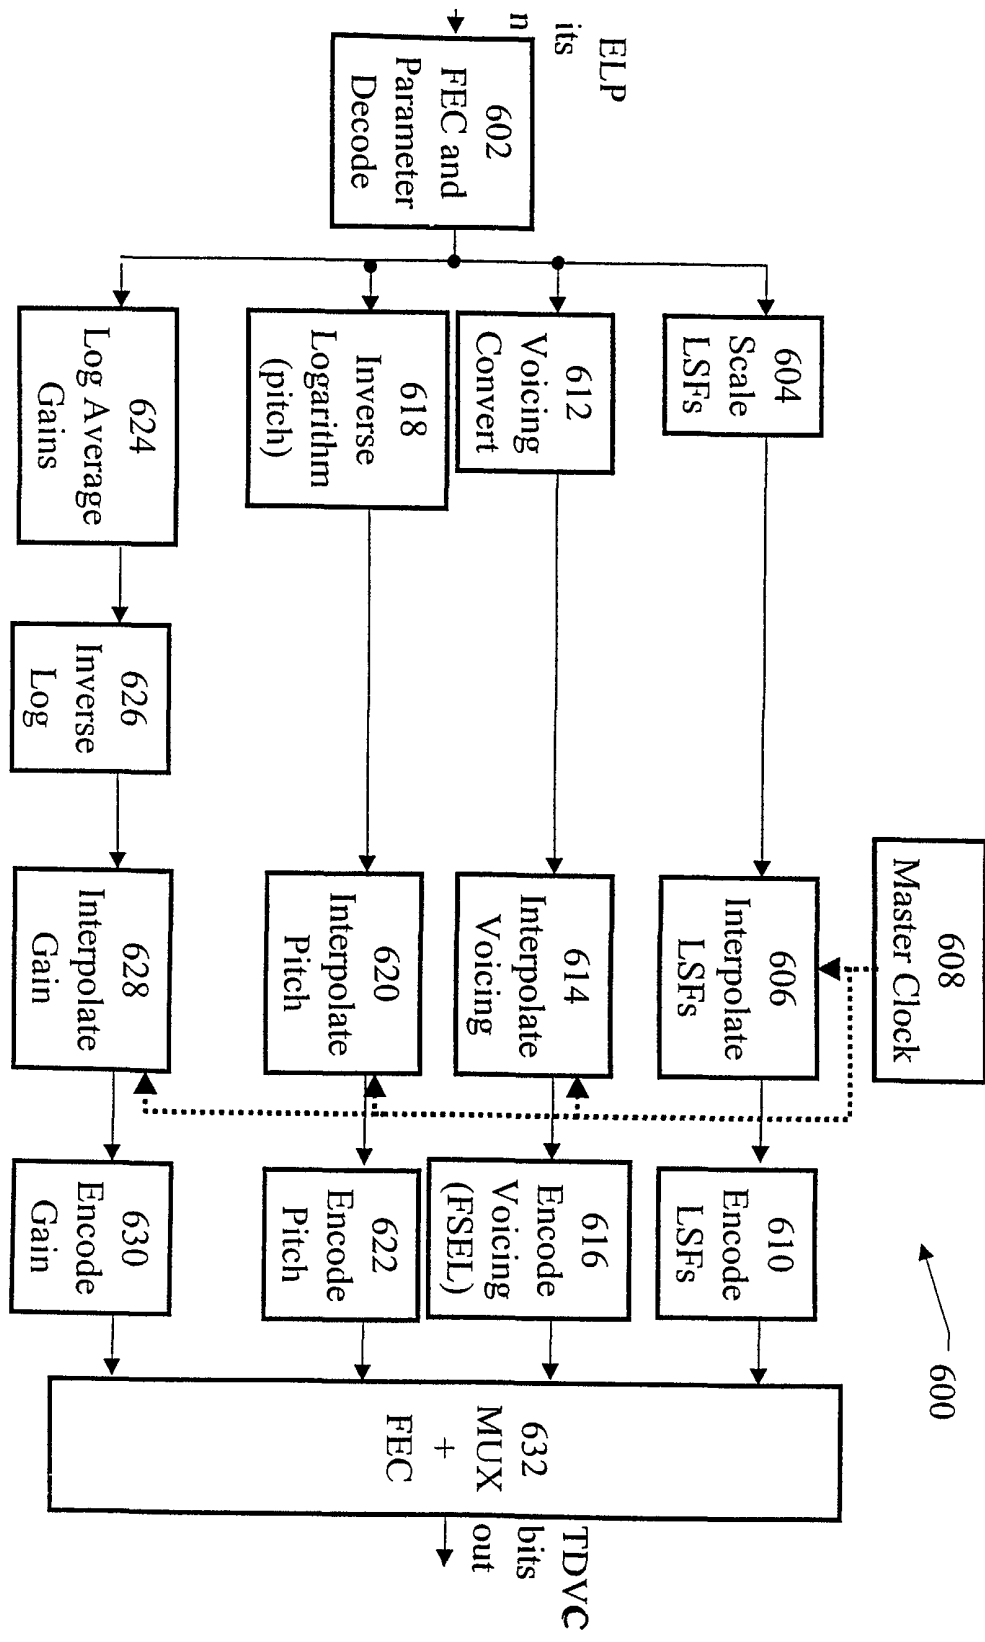 ELP
its
n
602
FEC and
Parameter
Decode
604
Scale
LSFs
612
Voicing
Convert
618
Inverse
Logarithm
(pitch)
624
Log Average
Gains
626
Inverse
Log
608
Master Clock
606
Interpolate
LSFs
614
Interpolate
Voicing
620
Interpolate
Pitch
628
Interpolate
Gain
610
Encode
LSFs
616
Encode
Voicing
(FSEL)
622
Encode
Pitch
630
Encode
Gain
600
632
MUX
+
FEC
TDVC
bits
out